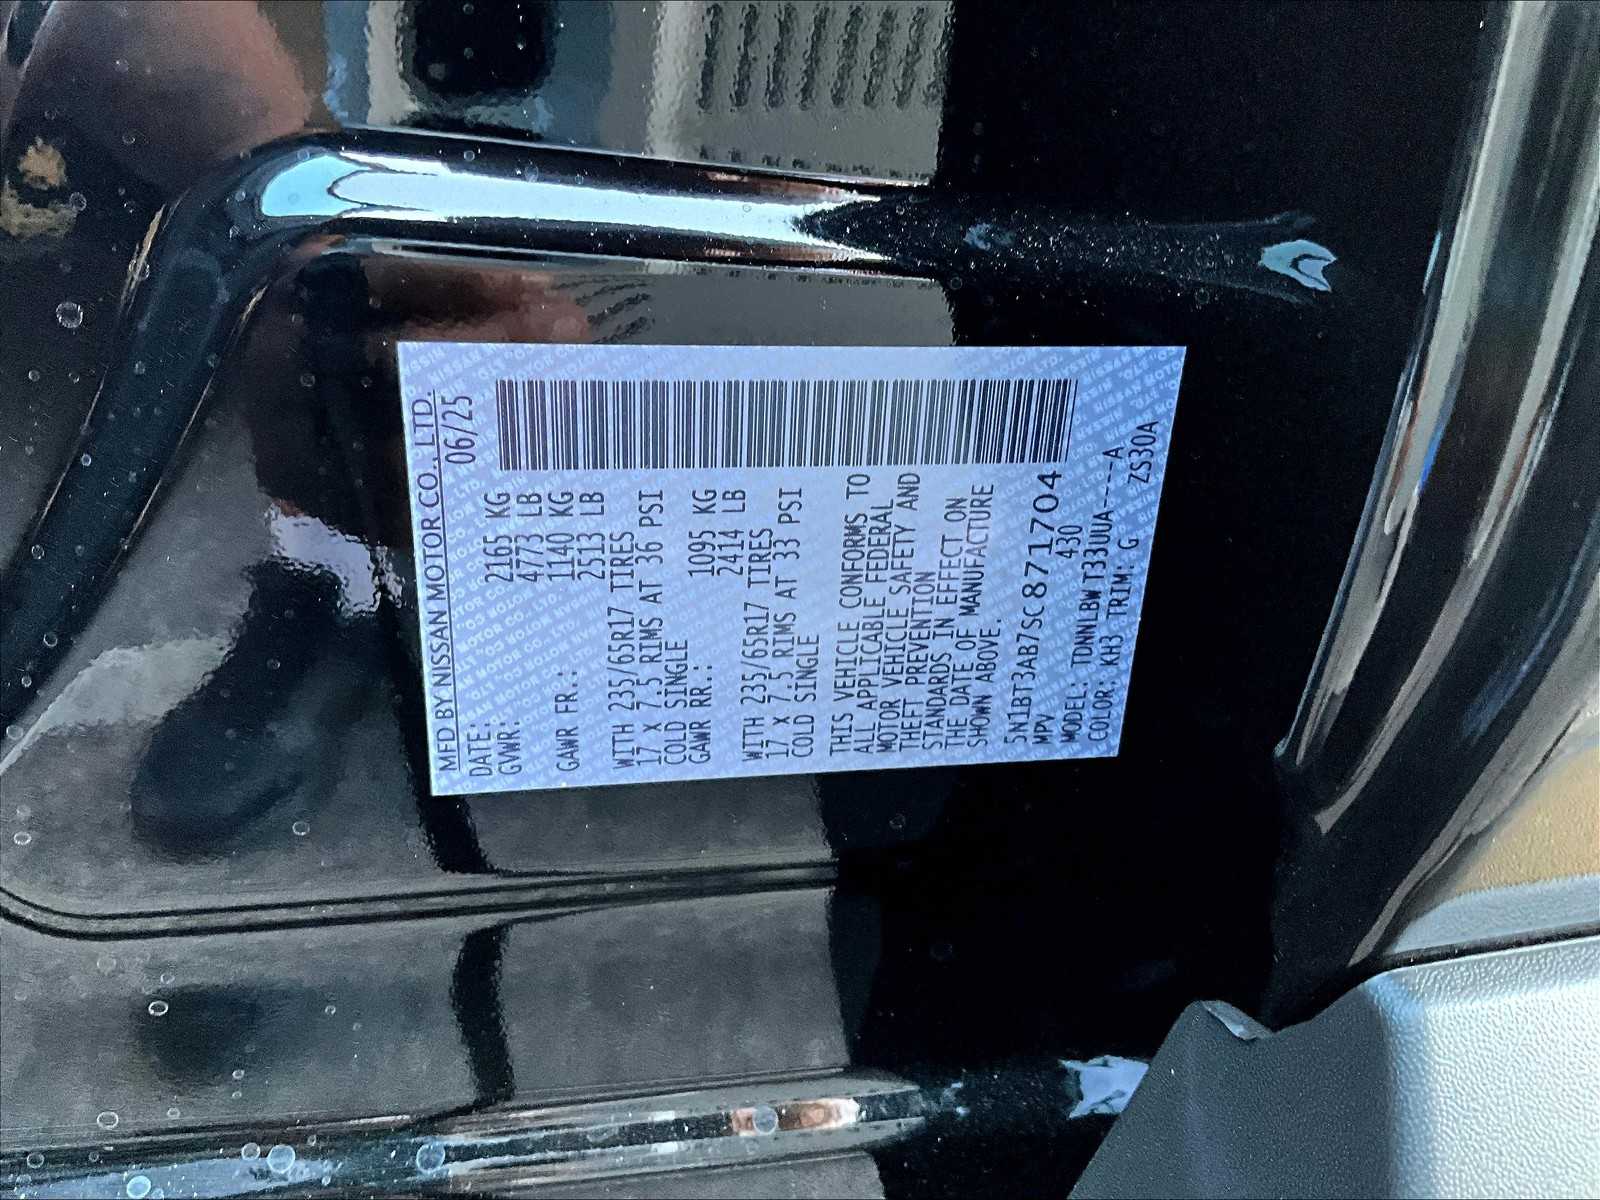 MFD BY NISSAN MOTOR CO., LTD.
DATE: 06/25
GVWR: 2165 KG
4773 LB
GAWR FR.: 1140 KG
2513 LB
WITH 235/65R17 TIRES
17 X 7.5 RIMS AT 36 PSI
COLD SINGLE
GAWR RR.: 1095 KG
2414 LB
WITH 235/65R17 TIRES
17 X 7.5 RIMS AT 33 PSI
COLD SINGLE
THIS VEHICLE CONFORMS TO
ALL APPLICABLE FEDERAL
MOTOR VEHICLE SAFETY AND
THEFT PREVENTION
STANDARDS IN EFFECT ON
THE DATE OF MANUFACTURE
SHOWN ABOVE.
5N1BT3AB7SC871704
MPV 430
MODEL: TDWNLBWT33UUA----A
COLOR: KH3 TRIM: G ZS30A